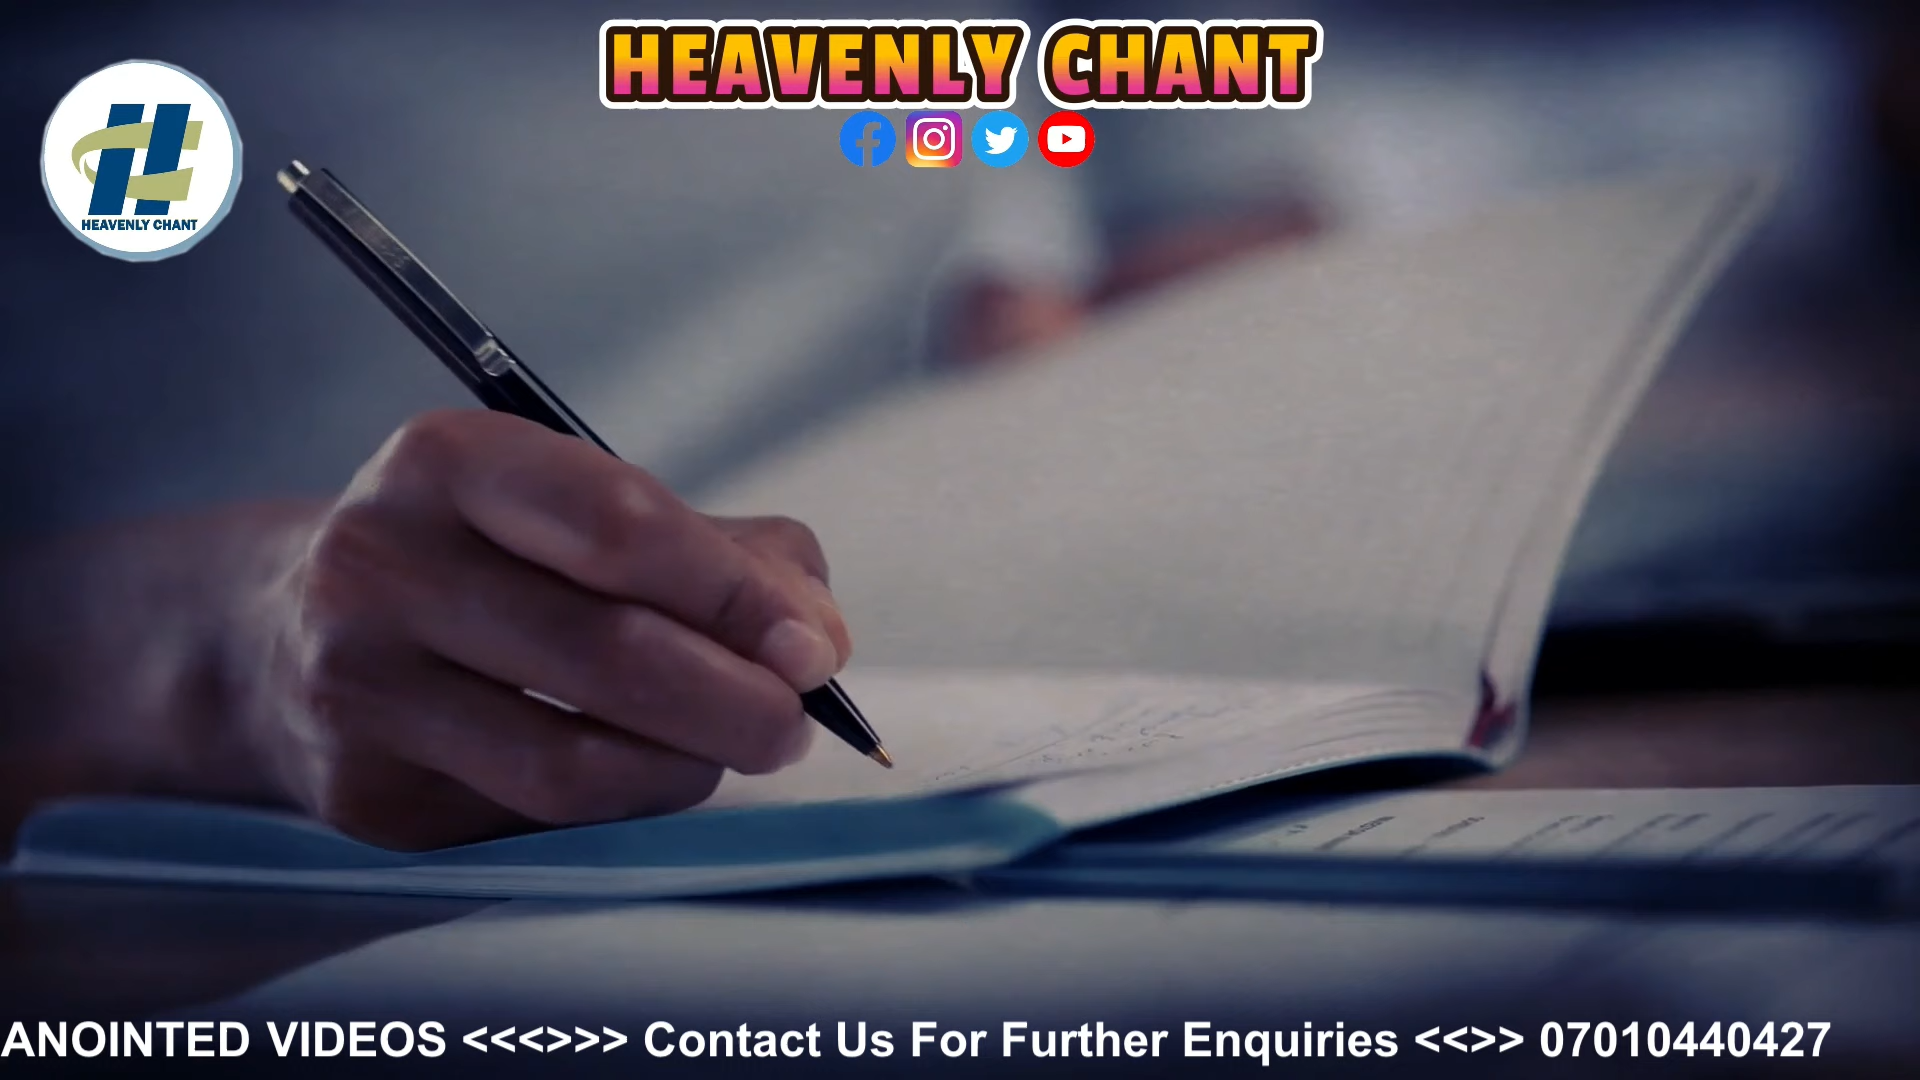 HEAVENLY CHANT
HEAVENLY CHANT
ANOINTED VIDEOS <<<>>> Contact Us For Further Enquiries <<>> 07010440427